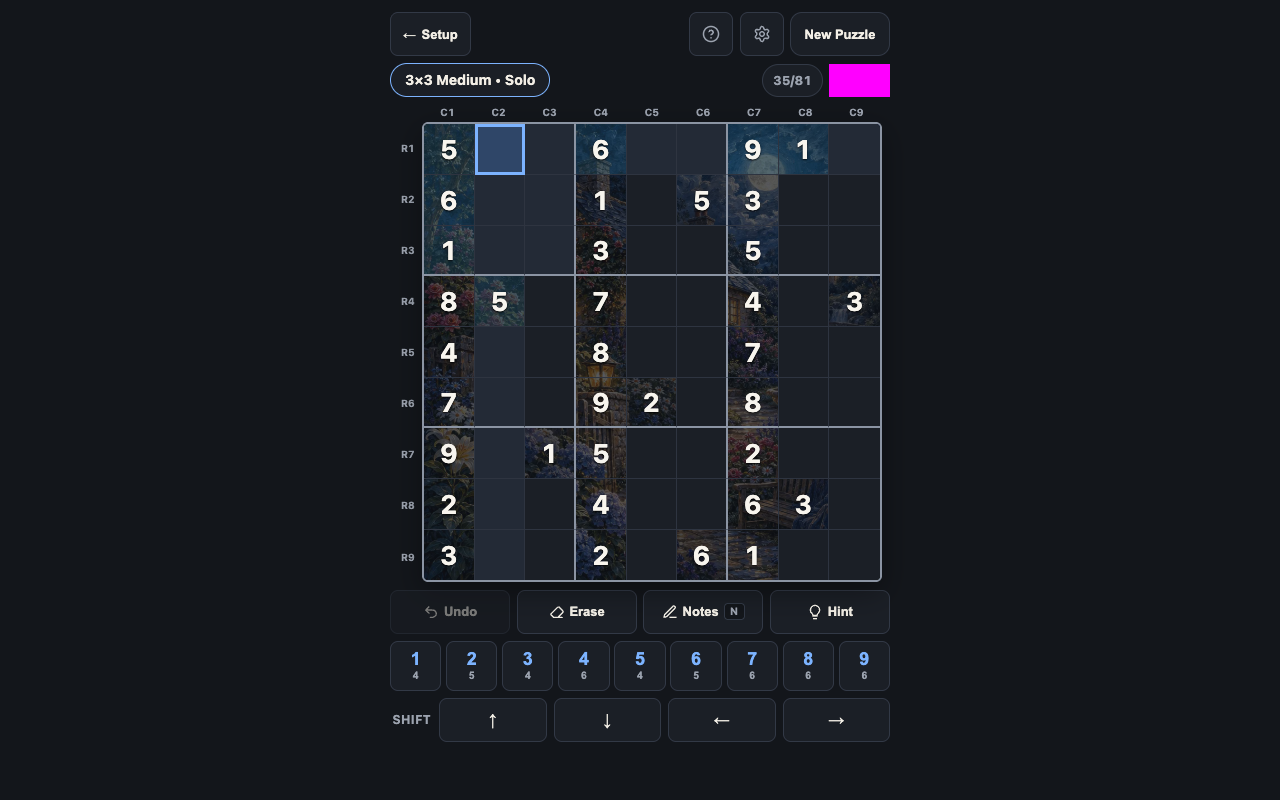 ← Setup
New Puzzle
3×3 Medium • Solo
35/81
C1 C2 C3 C4 C5 C6 C7 C8 C9
R1 5 6 9 1
R2 6 1 5 3
R3 1 3 5
R4 8 5 7 4 3
R5 4 8 7
R6 7 9 2 8
R7 9 1 5 2
R8 2 4 6 3
R9 3 2 6 1
Undo Erase Notes N Hint
1 2 3 4 5 6 7 8 9
4 5 4 6 4 5 6 6 6
SHIFT ↑ ↓ ← →